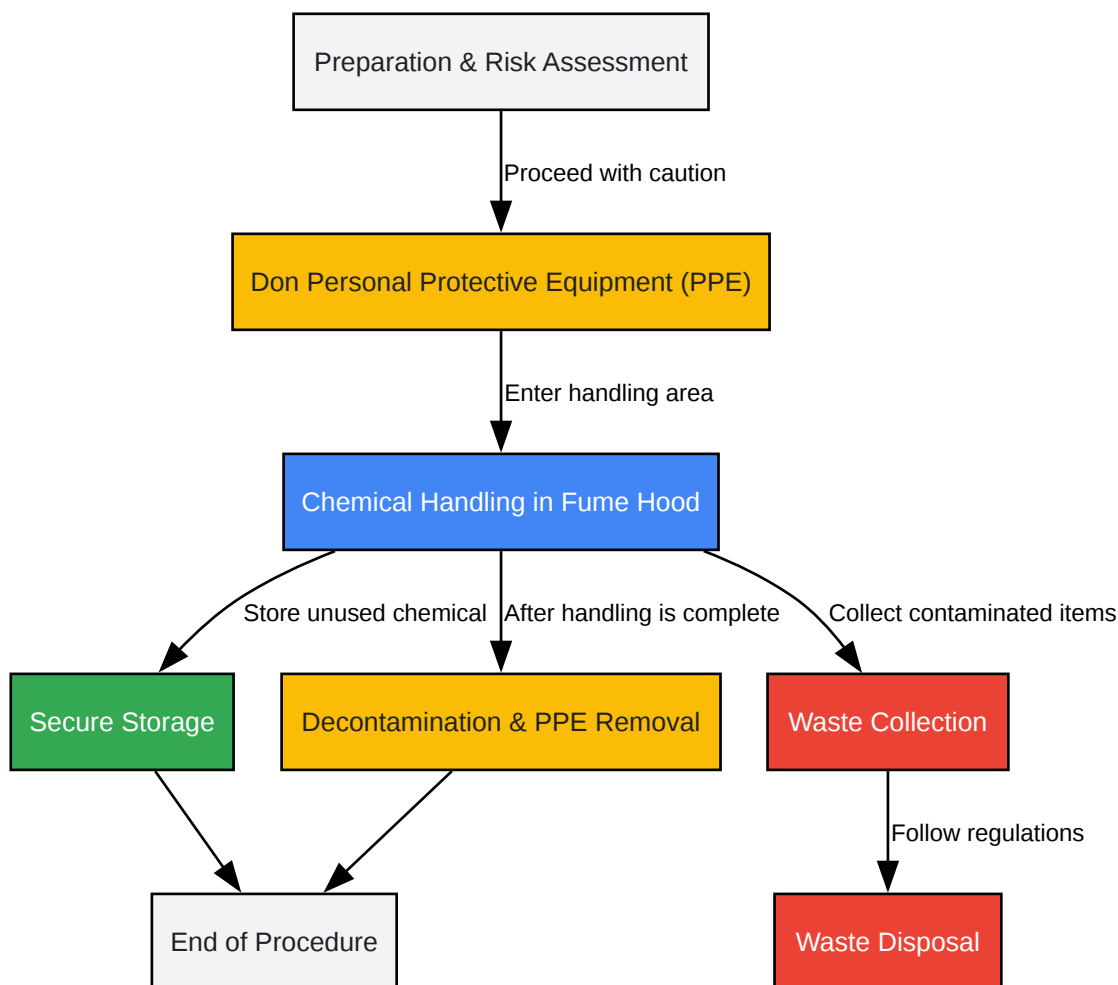 Preparation & Risk Assessment
Proceed with caution
Don Personal Protective Equipment (PPE)
Enter handling area
Chemical Handling in Fume Hood
Store unused chemical
After handling is complete
Collect contaminated items
Secure Storage
Decontamination & PPE Removal
Waste Collection
Follow regulations
End of Procedure
Waste Disposal